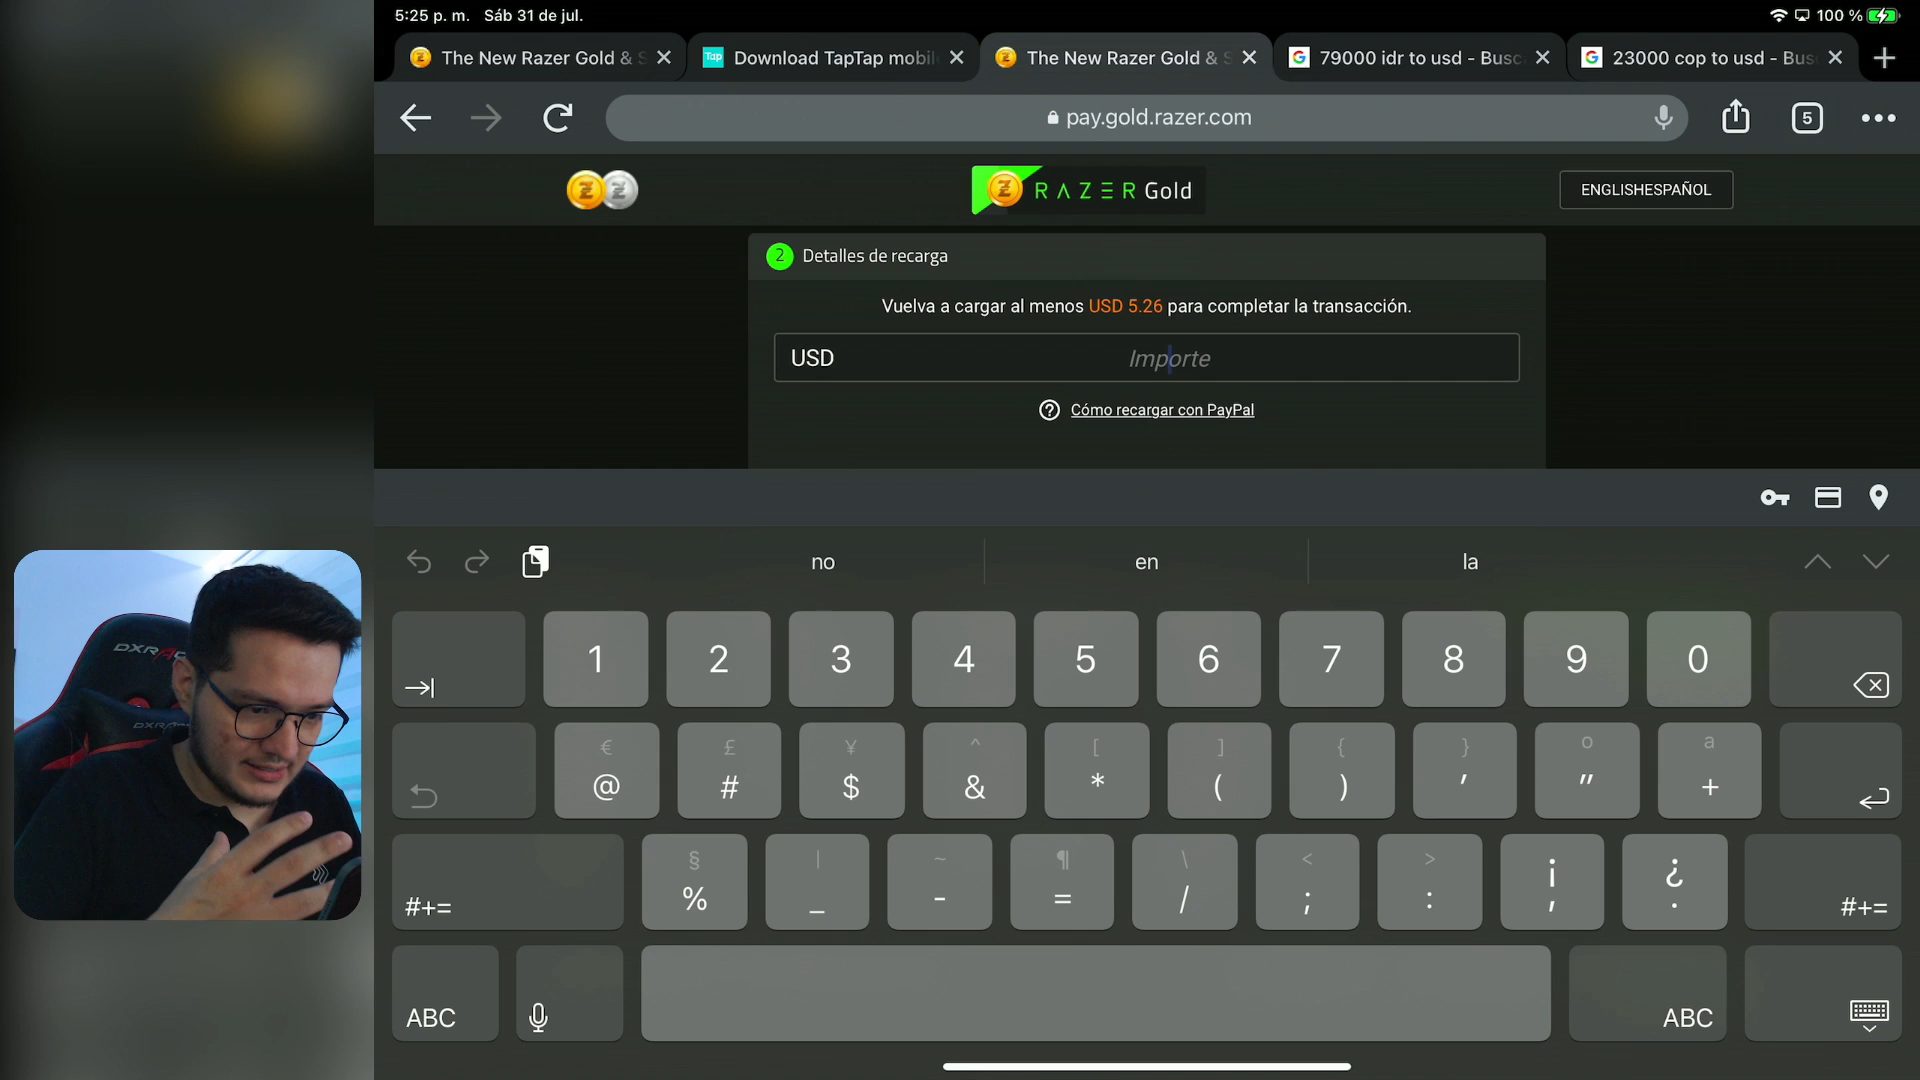 5:25 p. m. Sáb 31 de jul. 100 %
The New Razer Gold & S
Tap Download TapTap mobil
The New Razer Gold & S
79000 idr to usd - Busc
23000 cop to usd - Bus
pay.gold.razer.com
5
RAZER Gold
ENGLISHESPAÑOL
2 Detalles de recarga
Vuelva a cargar al menos USD 5.26 para completar la transacción.
USD Importe
? Cómo recargar con PayPal
no en la
1 2 3 4 5 6 7 8 9 0
€ £ ¥ ^ [ ] { } º ª
@ # $ & * ( ) ' " +
§ | ~ ¶ \ < > ¡ ¿
#+= % _ - = / ; : , . #+=
ABC ABC
DXRA
DXR